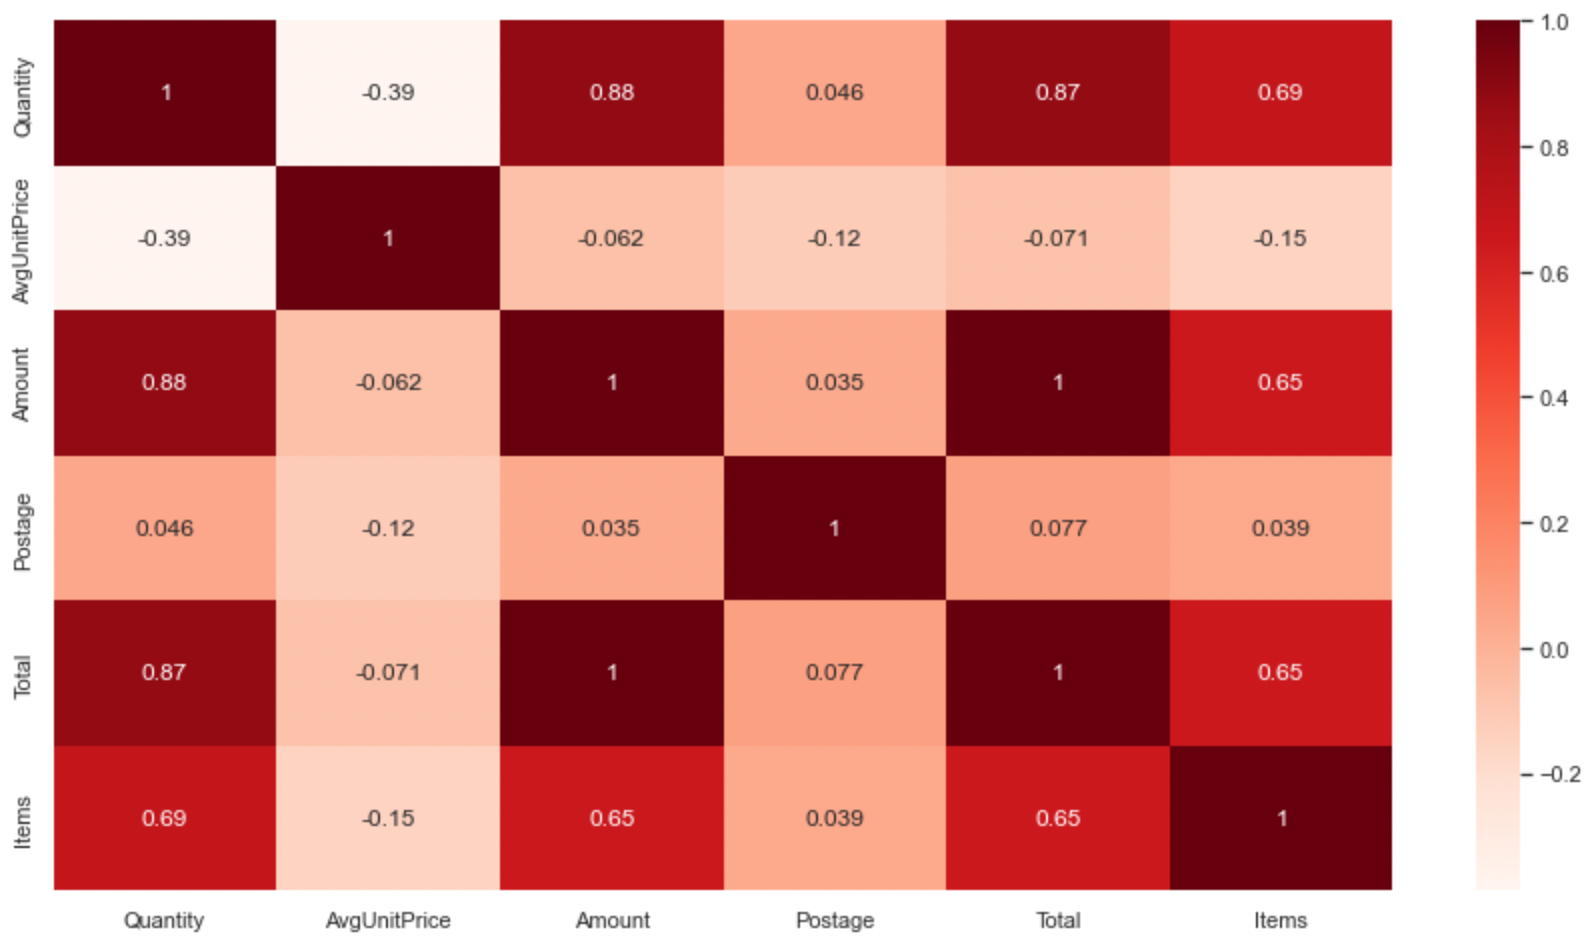 Quantity 1 -0.39 0.88 0.046 0.87 0.69
AvgUnitPrice -0.39 1 -0.062 -0.12 -0.071 -0.15
Amount 0.88 -0.062 1 0.035 1 0.65
Postage 0.046 -0.12 0.035 1 0.077 0.039
Total 0.87 -0.071 1 0.077 1 0.65
Items 0.69 -0.15 0.65 0.039 0.65 1
Quantity AvgUnitPrice Amount Postage Total Items
1.0
0.8
0.6
0.4
0.2
0.0
−0.2